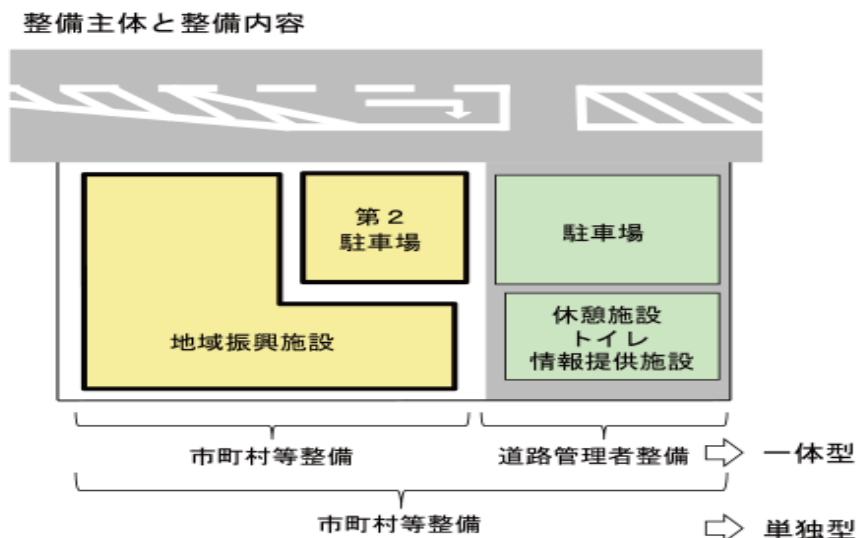 整備主体と整備内容
第２
駐車場
駐車場
地域振興施設
休憩施設
トイレ
情報提供施設
市町村等整備
道路管理者整備
一体型
市町村等整備
単独型